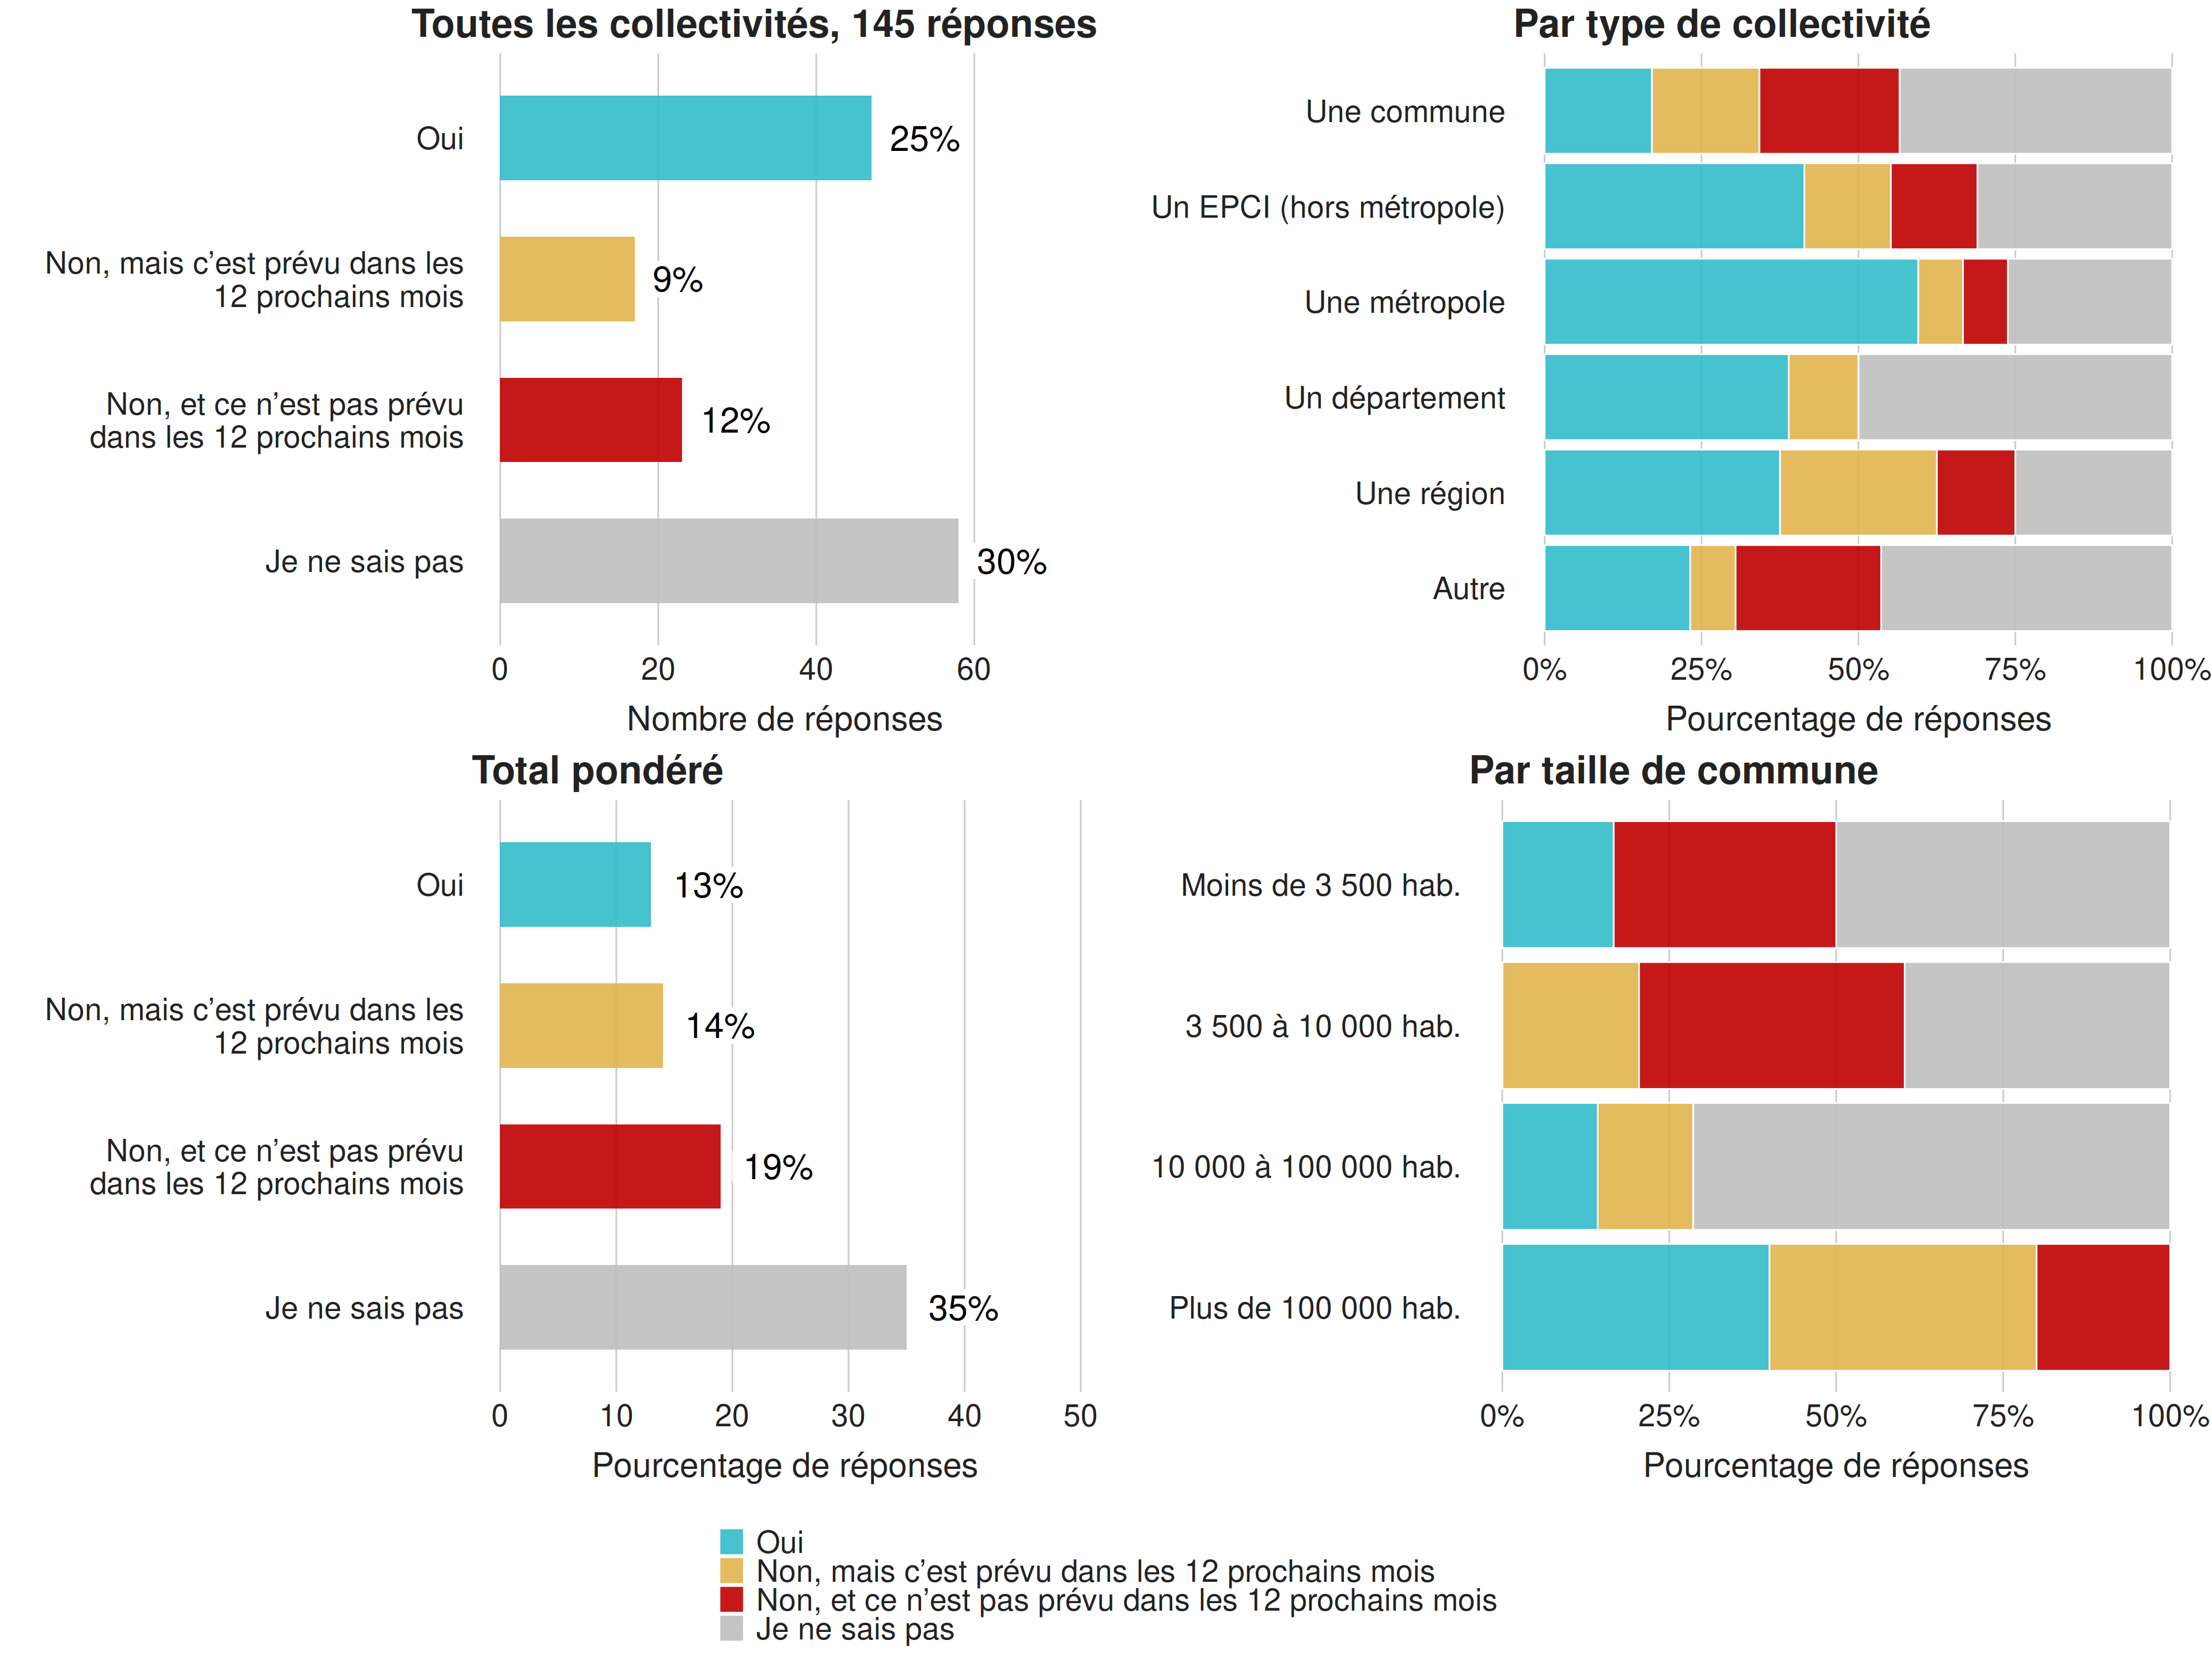 Toutes les collectivités, 145 réponses
Oui
25%
Non, mais c’est prévu dans les
12 prochains mois
9%
Non, et ce n’est pas prévu
dans les 12 prochains mois
12%
Je ne sais pas
30%
0 20 40 60
Nombre de réponses
Par type de collectivité
Une commune
Un EPCI (hors métropole)
Une métropole
Un département
Une région
Autre
0% 25% 50% 75% 100%
Pourcentage de réponses
Total pondéré
Oui
13%
Non, mais c’est prévu dans les
12 prochains mois
14%
Non, et ce n’est pas prévu
dans les 12 prochains mois
19%
Je ne sais pas
35%
0 10 20 30 40 50
Pourcentage de réponses
Par taille de commune
Moins de 3 500 hab.
3 500 à 10 000 hab.
10 000 à 100 000 hab.
Plus de 100 000 hab.
0% 25% 50% 75% 100%
Pourcentage de réponses
Oui
Non, mais c’est prévu dans les 12 prochains mois
Non, et ce n’est pas prévu dans les 12 prochains mois
Je ne sais pas